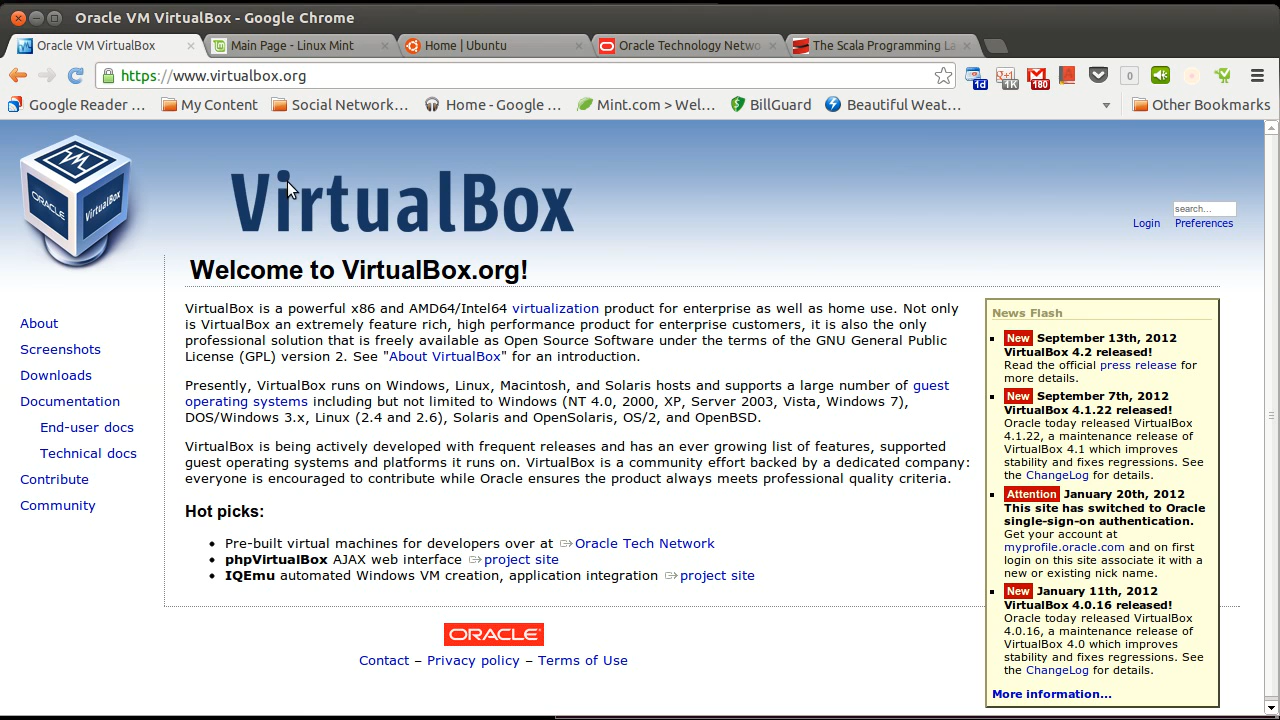 Oracle VM VirtualBox - Google Chrome
Oracle VM VirtualBox
Main Page - Linux Mint
Home | Ubuntu
Oracle Technology Netwo
The Scala Programming La
https://www.virtualbox.org
1d
1K
180
0
Google Reader ...
My Content
Social Network...
Home - Google ...
Mint.com > Wel...
BillGuard
Beautiful Weat...
Other Bookmarks
ORACLE
VirtualBox
VirtualBox
search...
Login
Preferences
Welcome to VirtualBox.org!
About
Screenshots
Downloads
Documentation
End-user docs
Technical docs
Contribute
Community
VirtualBox is a powerful x86 and AMD64/Intel64 virtualization product for enterprise as well as home use. Not only
is VirtualBox an extremely feature rich, high performance product for enterprise customers, it is also the only
professional solution that is freely available as Open Source Software under the terms of the GNU General Public
License (GPL) version 2. See "About VirtualBox" for an introduction.
Presently, VirtualBox runs on Windows, Linux, Macintosh, and Solaris hosts and supports a large number of guest
operating systems including but not limited to Windows (NT 4.0, 2000, XP, Server 2003, Vista, Windows 7),
DOS/Windows 3.x, Linux (2.4 and 2.6), Solaris and OpenSolaris, OS/2, and OpenBSD.
VirtualBox is being actively developed with frequent releases and has an ever growing list of features, supported
guest operating systems and platforms it runs on. VirtualBox is a community effort backed by a dedicated company:
everyone is encouraged to contribute while Oracle ensures the product always meets professional quality criteria.
Hot picks:
Pre-built virtual machines for developers over at Oracle Tech Network
phpVirtualBox AJAX web interface project site
IQEmu automated Windows VM creation, application integration project site
News Flash
New September 13th, 2012
VirtualBox 4.2 released!
Read the official press release for
more details.
New September 7th, 2012
VirtualBox 4.1.22 released!
Oracle today released VirtualBox
4.1.22, a maintenance release of
VirtualBox 4.1 which improves
stability and fixes regressions. See
the ChangeLog for details.
Attention January 20th, 2012
This site has switched to Oracle
single-sign-on authentication.
Get your account at
myprofile.oracle.com and on first
login on this site associate it with a
new or existing nick name.
New January 11th, 2012
VirtualBox 4.0.16 released!
Oracle today released VirtualBox
4.0.16, a maintenance release of
VirtualBox 4.0 which improves
stability and fixes regressions. See
the ChangeLog for details.
More information...
ORACLE
Contact – Privacy policy – Terms of Use